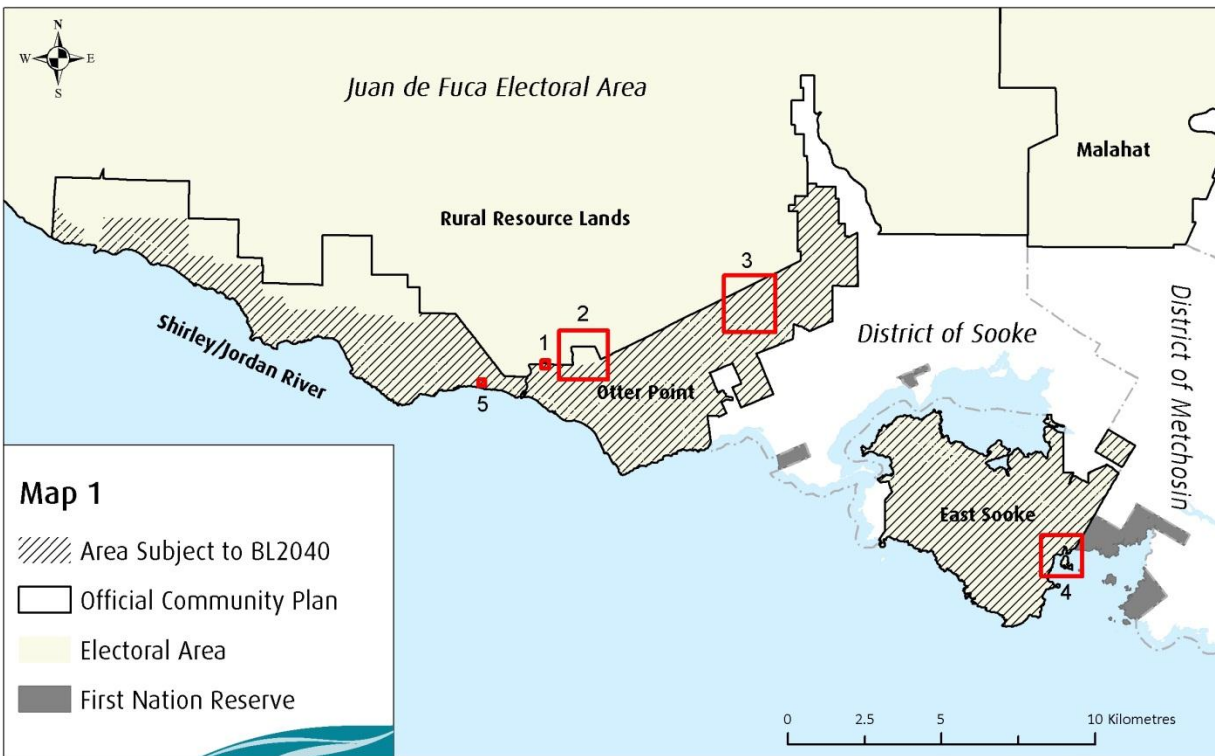 N
W E
S
Juan de Fuca Electoral Area
Malahat
Rural Resource Lands
3
2
1
District of Sooke
District of Metchosin
Shirley/Jordan River
5
Otter Point
East Sooke
4
Map 1
Area Subject to BL2040
Official Community Plan
Electoral Area
First Nation Reserve
0 2.5 5 10 Kilometres